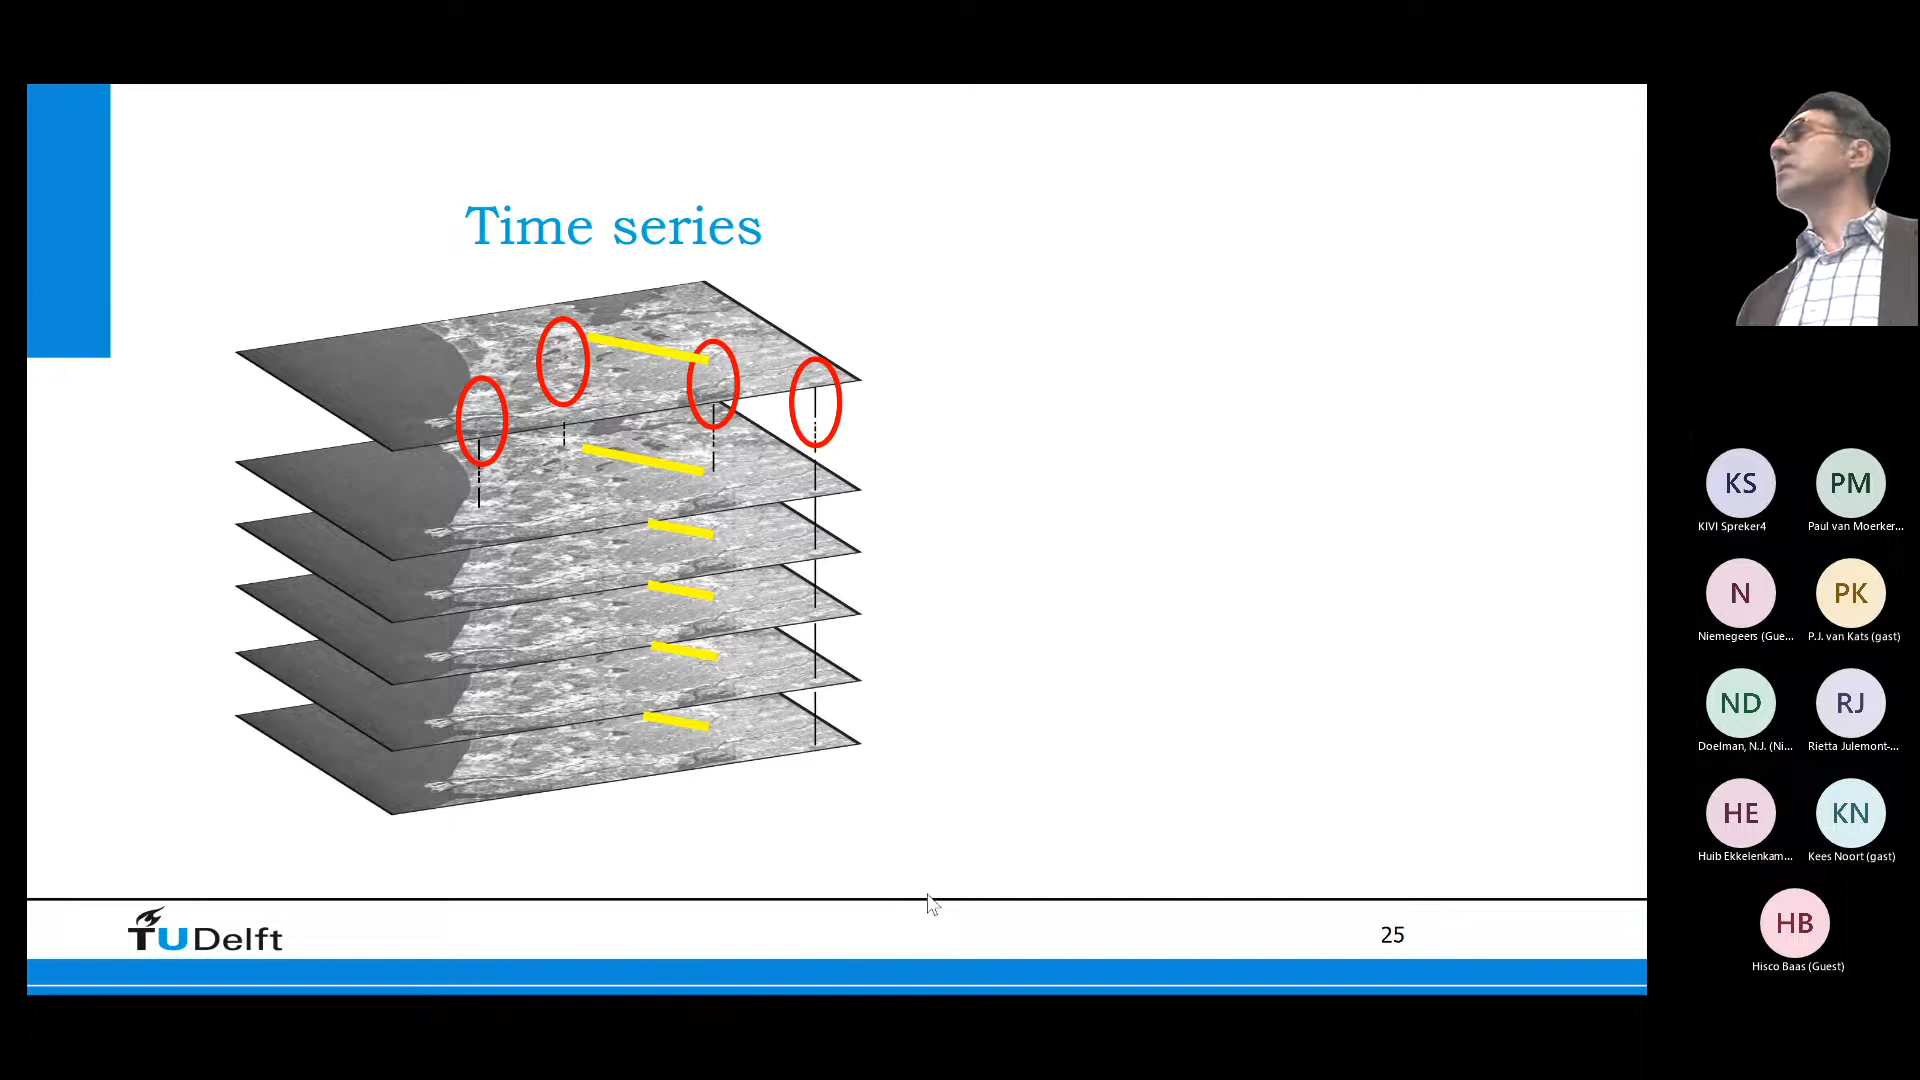 Time series
TU Delft
25
KS
KIVI Spreker4
PM
Paul van Moerker...
N
Niemegeers (Gue...
PK
P.J. van Kats (gast)
ND
Doelman, N.J. (Ni...
RJ
Rietta Julemont-...
HE
Huib Ekkelenkam...
KN
Kees Noort (gast)
HB
Hisco Baas (Guest)